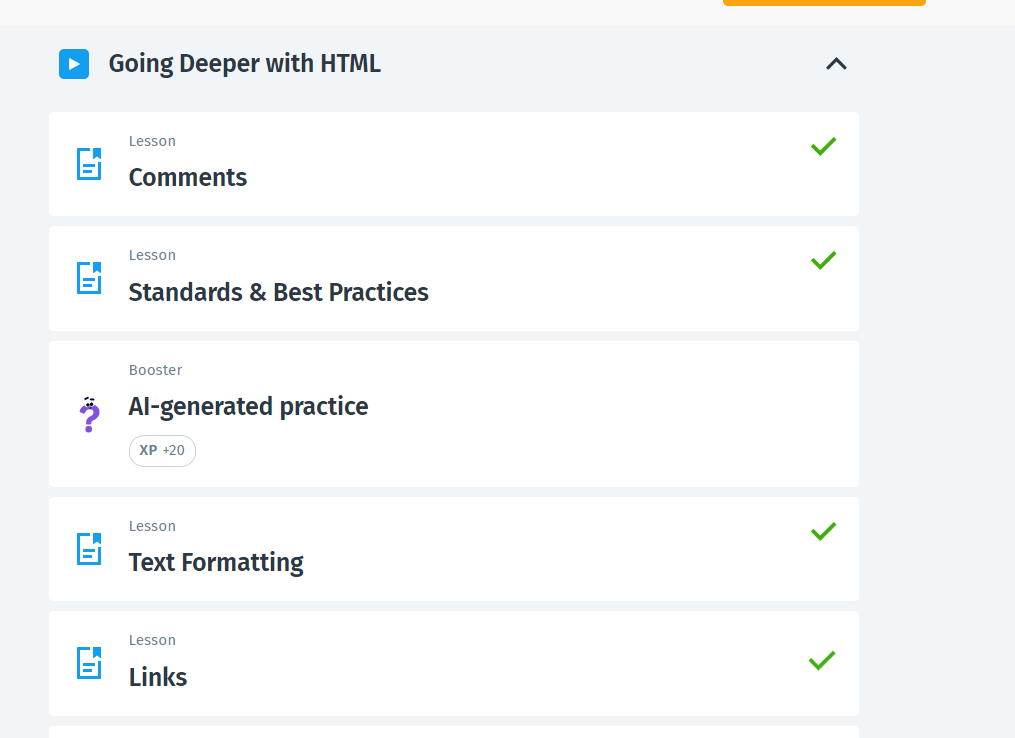 Going Deeper with HTML
Lesson
Comments
Lesson
Standards & Best Practices
Booster
AI-generated practice
XP +20
Lesson
Text Formatting
Lesson
Links